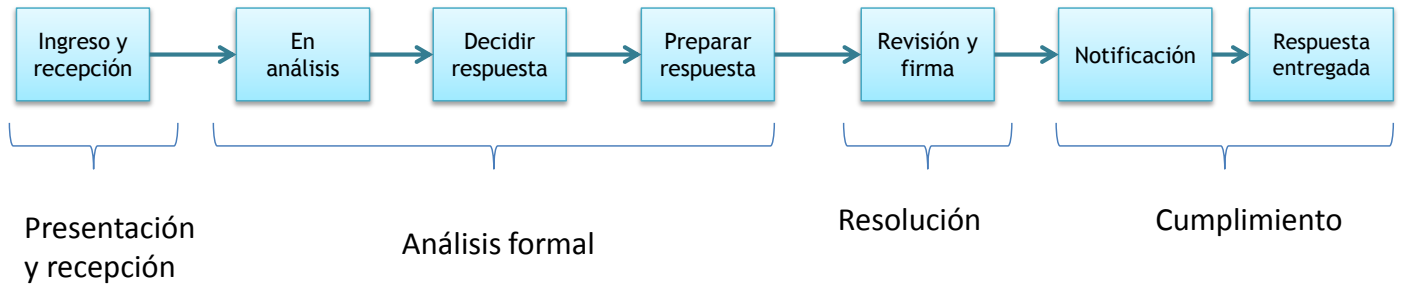 Ingreso y
recepción
En
análisis
Decidir
respuesta
Preparar
respuesta
Revisión y
firma
Notificación
Respuesta
entregada
Presentación
y recepción
Análisis formal
Resolución
Cumplimiento